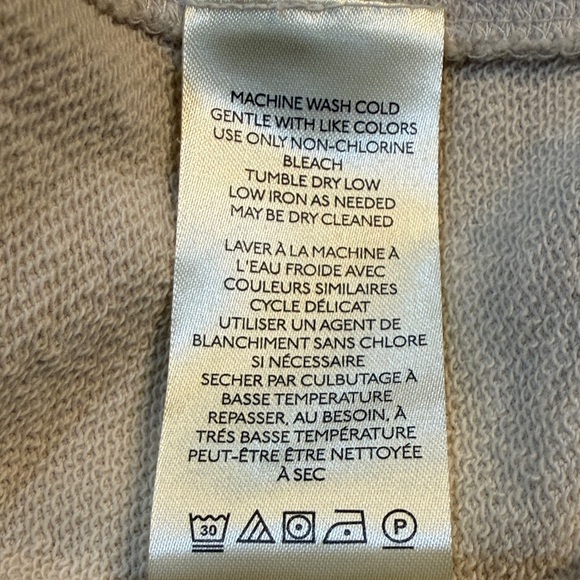 MACHINE WASH COLD
GENTLE WITH LIKE COLORS
USE ONLY NON-CHLORINE
BLEACH
TUMBLE DRY LOW
LOW IRON AS NEEDED
MAY BE DRY CLEANED
LAVER À LA MACHINE À
L'EAU FROIDE AVEC
COULEURS SIMILAIRES
CYCLE DÉLICAT
UTILISER UN AGENT DE
BLANCHIMENT SANS CHLORE
SI NÉCESSAIRE
SECHER PAR CULBUTAGE À
BASSE TEMPERATURE
REPASSER, AU BESOIN, À
TRÉS BASSE TEMPÉRATURE
PEUT-ÊTRE ÊTRE NETTOYÉE
À SEC
30 P